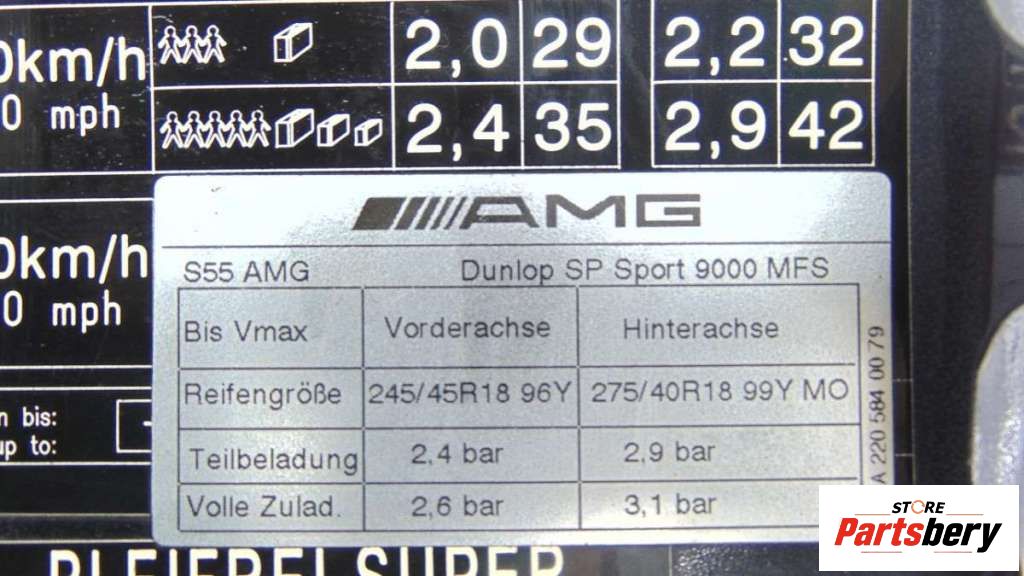 0km/h 2,0 29 2,2 32
0 mph 2,4 35 2,9 42
AMG
S55 AMG Dunlop SP Sport 9000 MFS
0km/h
0 mph
Bis Vmax Vorderachse Hinterachse
Reifengröße 245/45R18 96Y 275/40R18 99Y MO
n bis:
up to:
Teilbeladung 2,4 bar 2,9 bar
Volle Zulad. 2,6 bar 3,1 bar
A 220 584 00 79
BLEIFREI SUPER
STORE
Partsbery